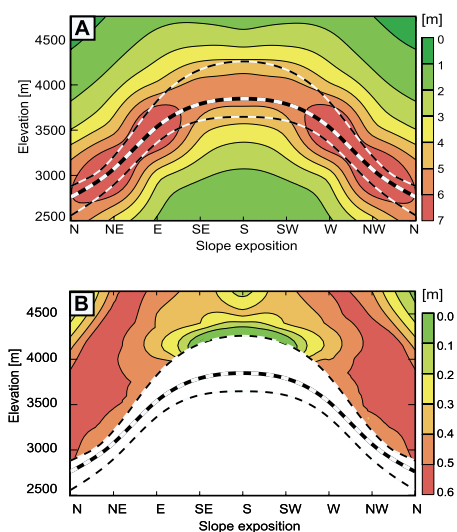 A
[m]
4500
4000
3500
3000
2500
Elevation [m]
N NE E SE S SW W NW N
Slope exposition
0
1
2
3
4
5
6
7
B
[m]
4500
4000
3500
3000
2500
Elevation [m]
N NE E SE S SW W NW N
Slope exposition
0.0
0.1
0.2
0.3
0.4
0.5
0.6